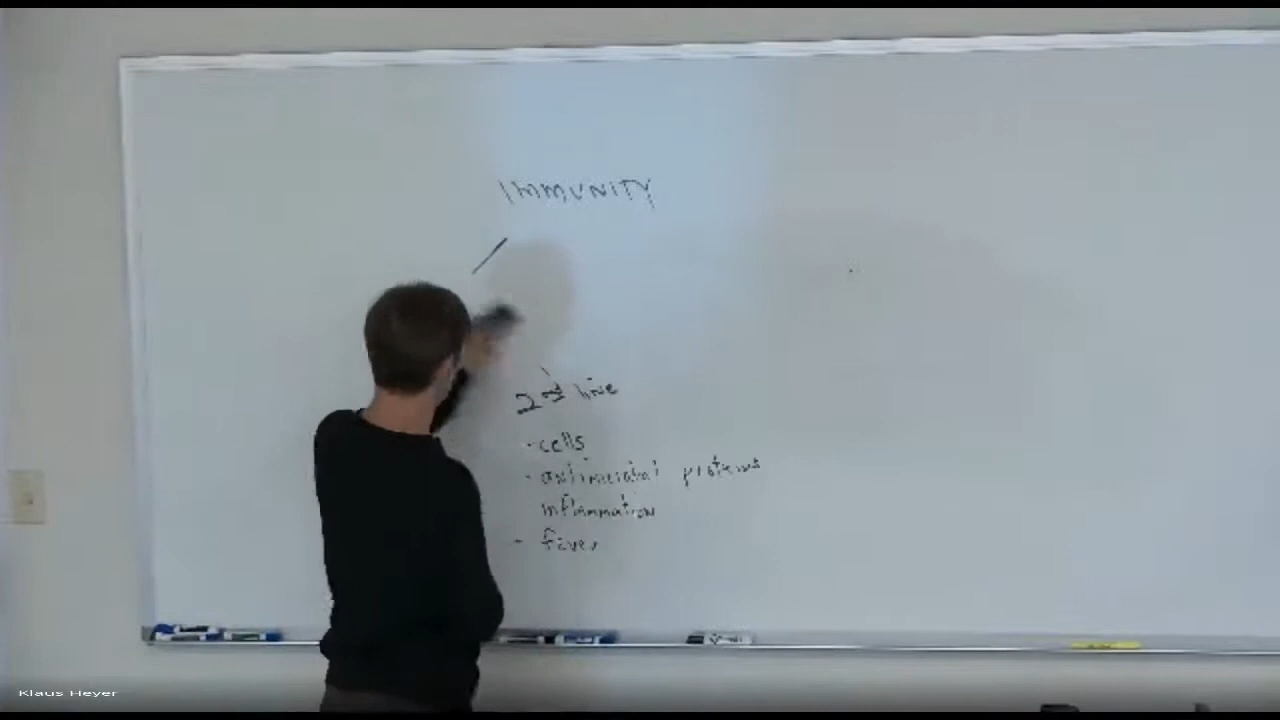 IMMUNITY
2nd line
- cells
- antimicrobial proteins
inflammation
- fever
Klaus Heyer